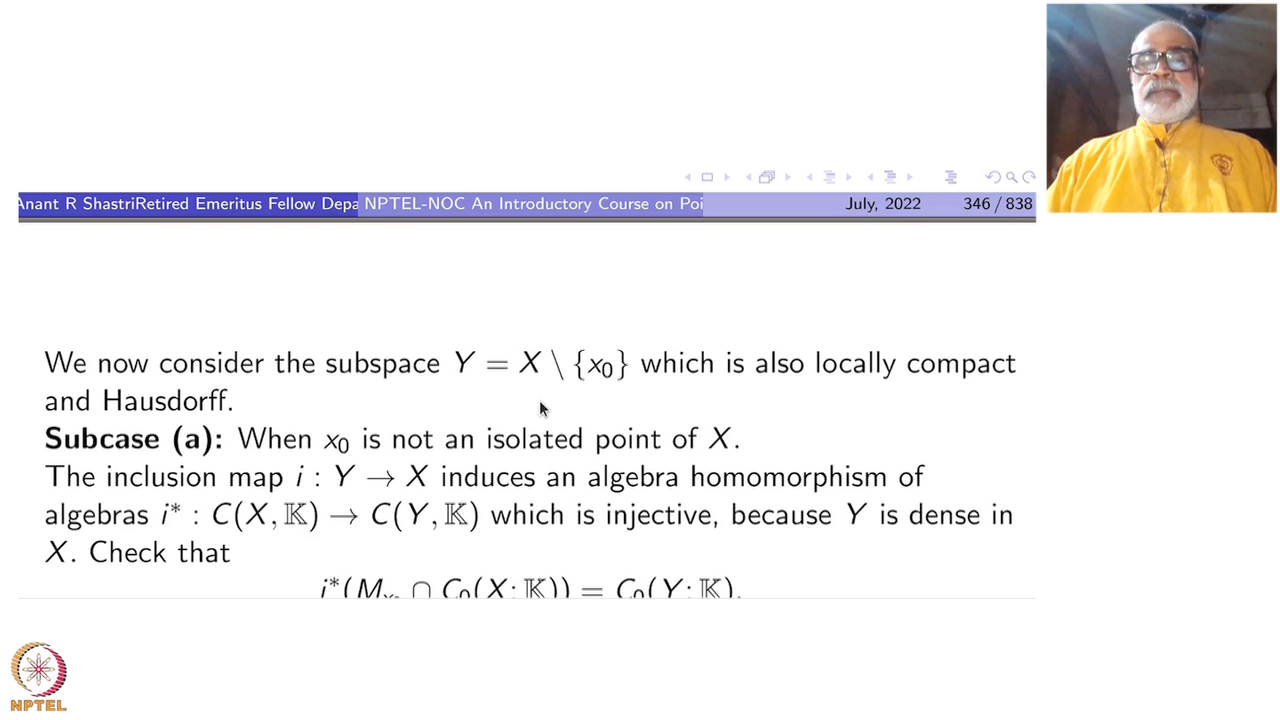 Anant R ShastriRetired Emeritus Fellow Depa NPTEL-NOC An Introductory Course on Poi July, 2022 346 / 838
We now consider the subspace Y = X \ {x₀} which is also locally compact
and Hausdorff.
Subcase (a): When x₀ is not an isolated point of X.
The inclusion map i : Y → X induces an algebra homomorphism of
algebras i* : C(X, 𝕂) → C(Y, 𝕂) which is injective, because Y is dense in
X. Check that
i*(Mₓ₀ ∩ C₀(X; 𝕂)) = C₀(Y; 𝕂).
NPTEL